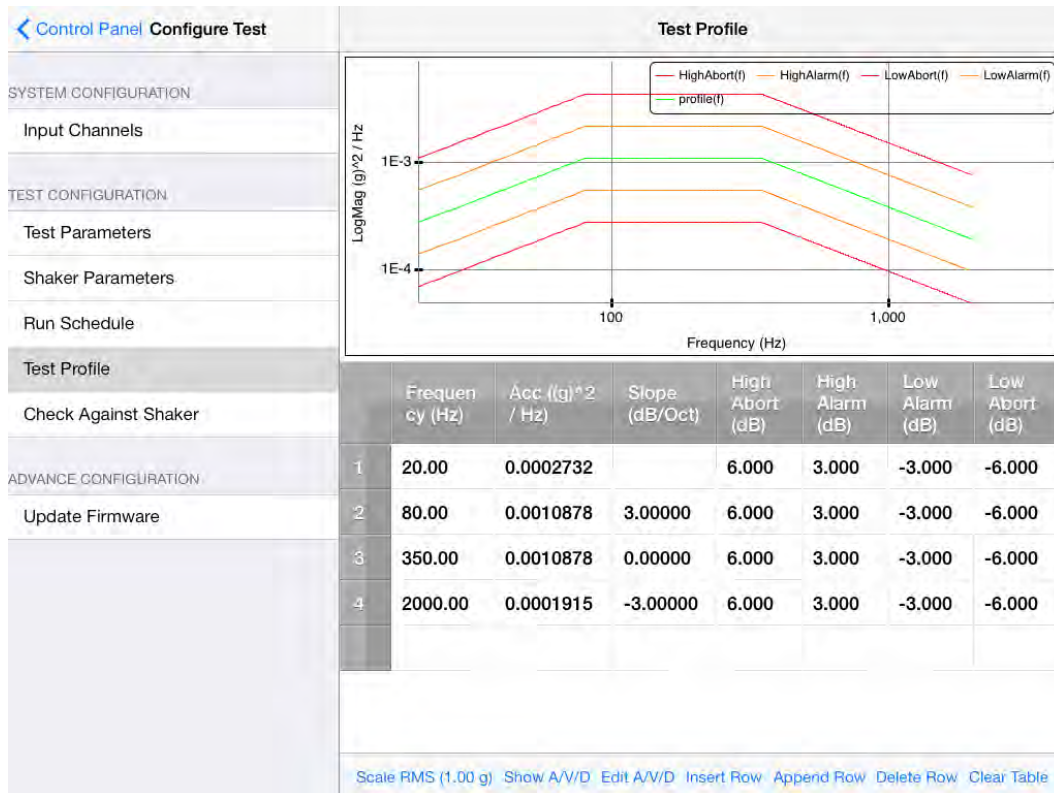 Control Panel Configure Test
SYSTEM CONFIGURATION
Input Channels
TEST CONFIGURATION
Test Parameters
Shaker Parameters
Run Schedule
Test Profile
Check Against Shaker
ADVANCE CONFIGURATION
Update Firmware
Test Profile
HighAbort(f) HighAlarm(f) LowAbort(f) LowAlarm(f)
profile(f)
LogMag (g)^2 / Hz
1E-3
1E-4
100 1,000
Frequency (Hz)
Frequen
cy (Hz)
Acc ((g)^2
/ Hz)
Slope
(dB/Oct)
High
Abort
(dB)
High
Alarm
(dB)
Low
Alarm
(dB)
Low
Abort
(dB)
1 20.00 0.0002732 6.000 3.000 -3.000 -6.000
2 80.00 0.0010878 3.00000 6.000 3.000 -3.000 -6.000
3 350.00 0.0010878 0.00000 6.000 3.000 -3.000 -6.000
4 2000.00 0.0001915 -3.00000 6.000 3.000 -3.000 -6.000
Scale RMS (1.00 g) Show A/V/D Edit A/V/D Insert Row Append Row Delete Row Clear Table